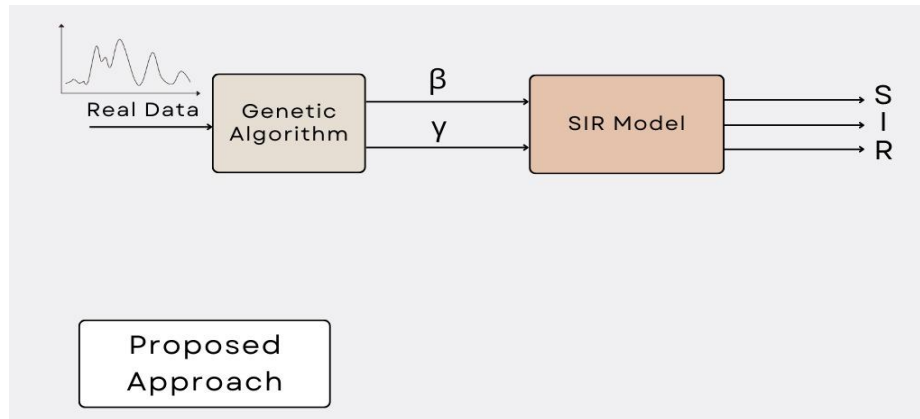 Real Data
Genetic
Algorithm
β
γ
SIR Model
S
I
R
Proposed
Approach